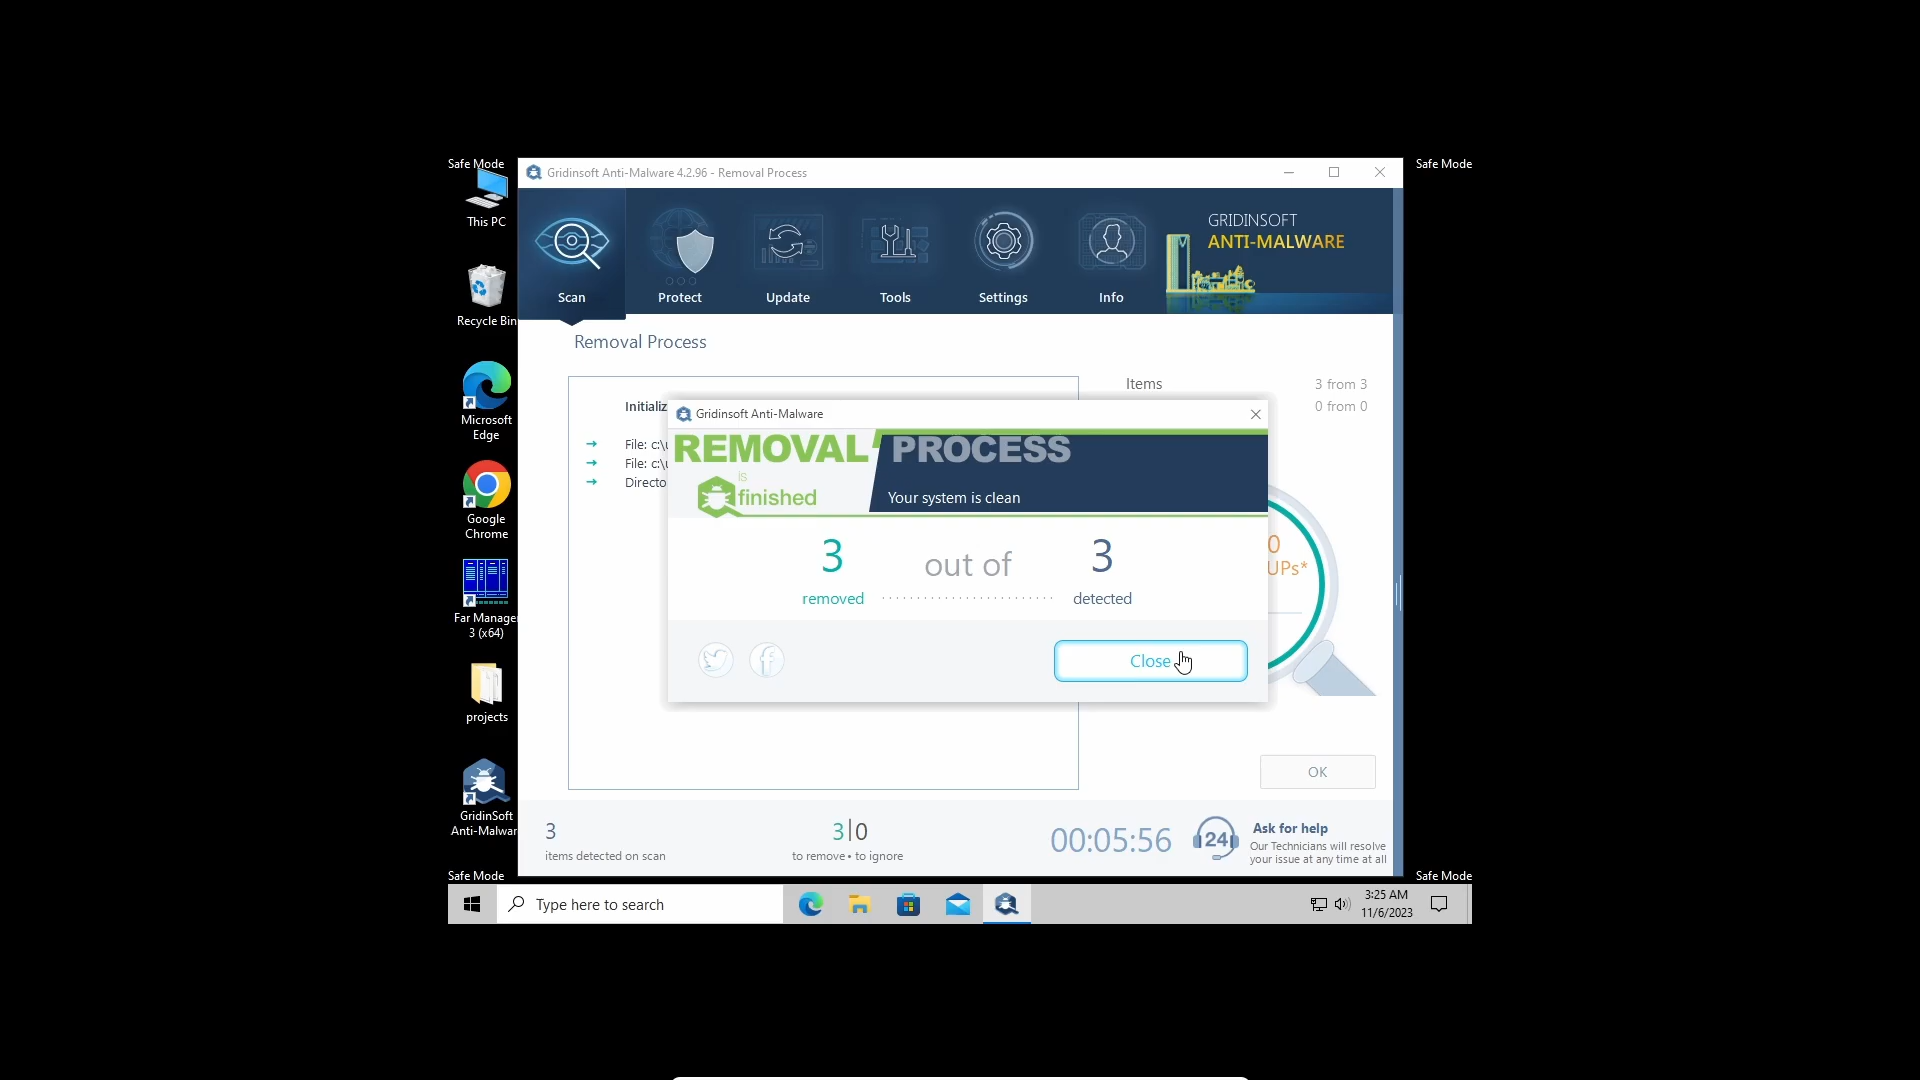 Safe Mode
Safe Mode
This PC
Recycle Bin
Microsoft
Edge
Google
Chrome
Far Manage
3 (x64)
projects
GridinSoft
Anti-Malwar
Gridinsoft Anti-Malware 4.2.96 - Removal Process
Scan
Protect
Update
Tools
Settings
Info
GRIDINSOFT
ANTI-MALWARE
Removal Process
Initializ
File: c:\u
File: c:\u
Directo
Items
3 from 3
0 from 0
Gridinsoft Anti-Malware
REMOVAL PROCESS
is
finished
Your system is clean
3 out of 3
removed
detected
Close
0
UPs*
OK
3
items detected on scan
3|0
to remove • to ignore
00:05:56
24
Ask for help
Our Technicians will resolve
your issue at any time at all
Safe Mode
Safe Mode
Type here to search
3:25 AM
11/6/2023